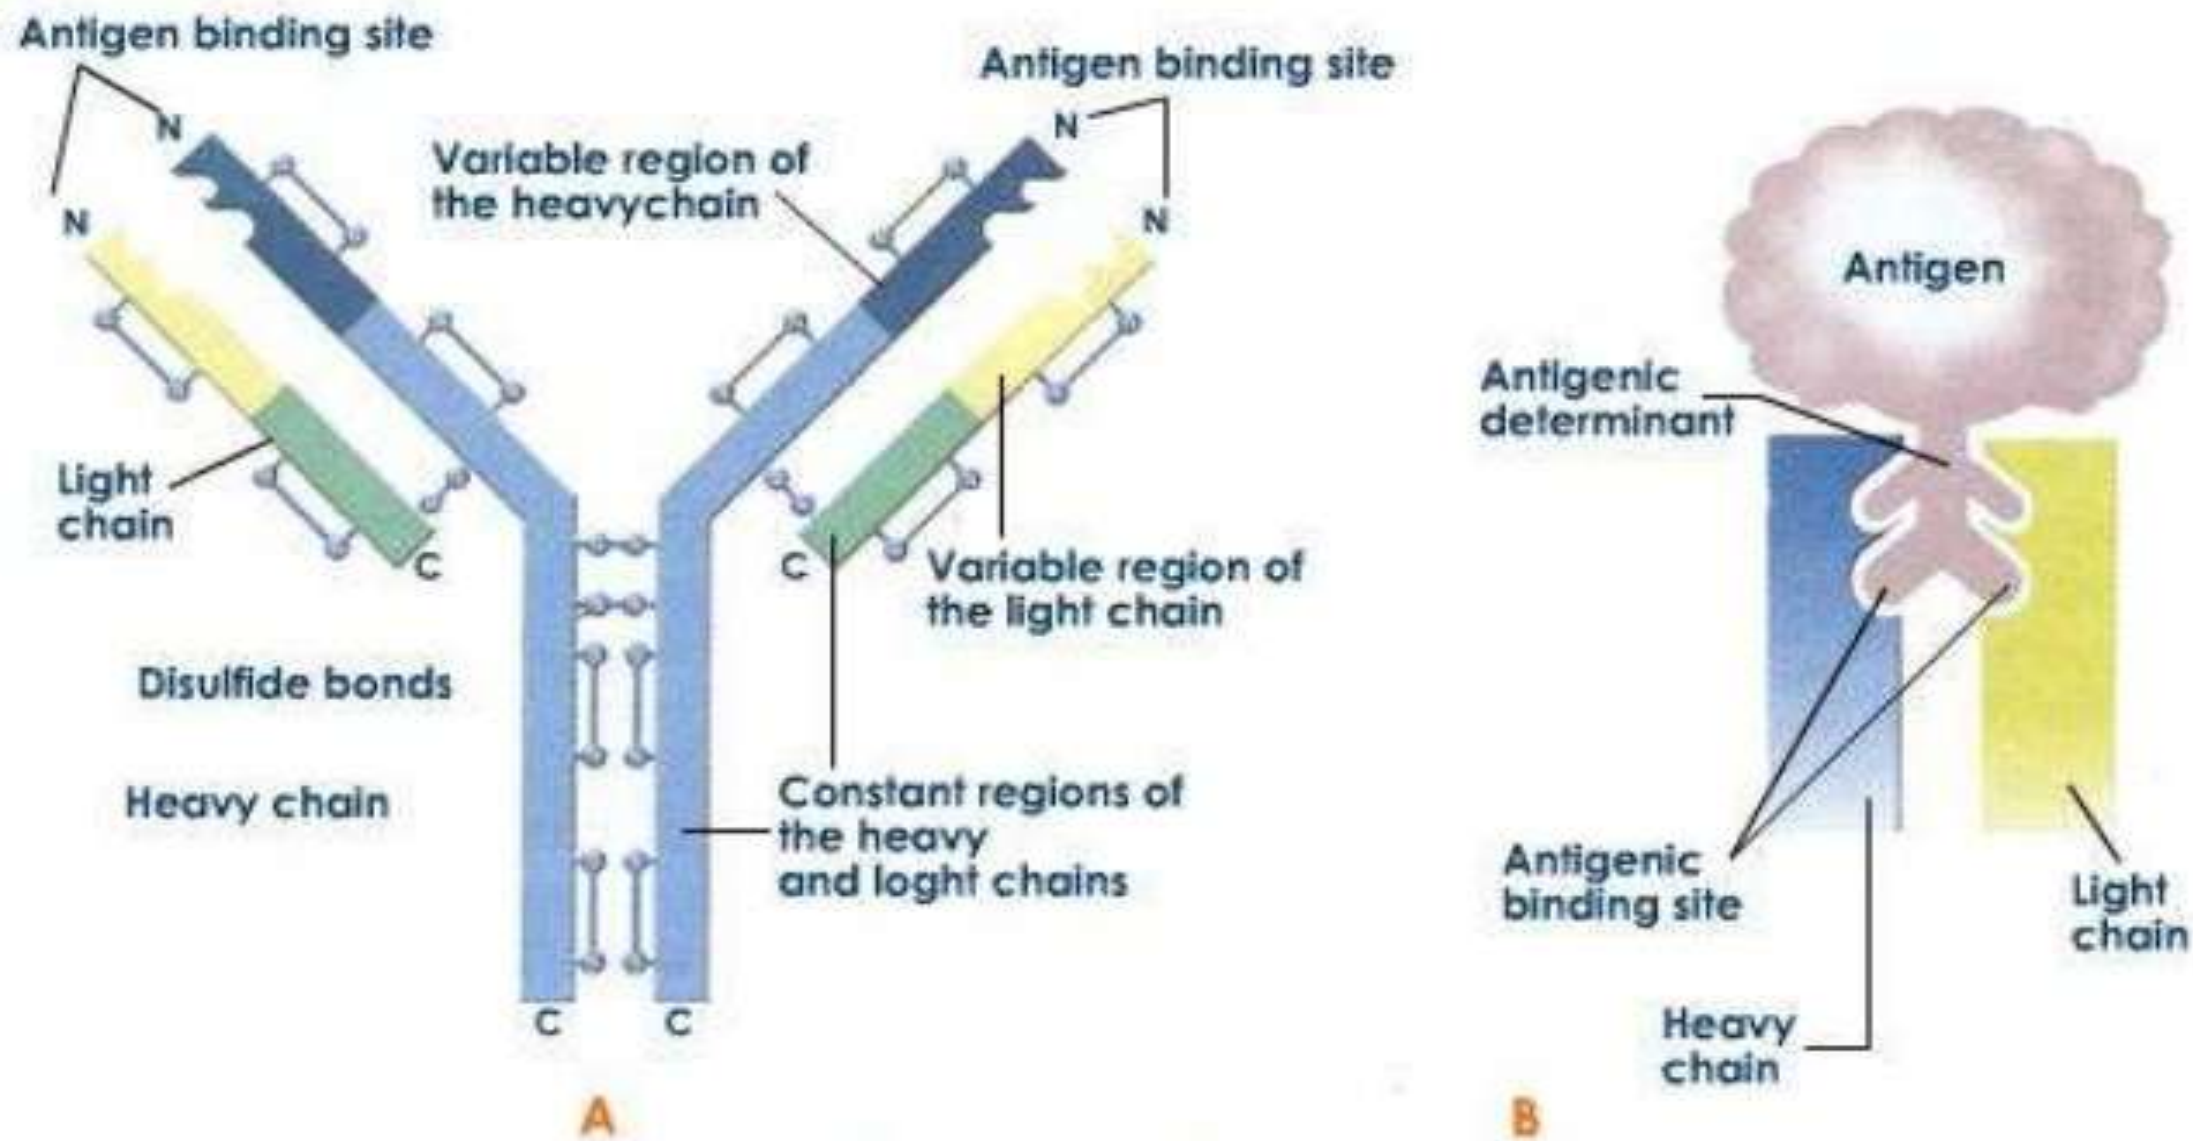 Antigen binding site
N
N
Light
chain
C
Disulfide bonds
Heavy chain
Variable region of
the heavychain
Antigen binding site
N
N
C
Variable region of
the light chain
Constant regions of
the heavy
and loght chains
C
C
A
Antigen
Antigenic
determinant
Antigenic
binding site
Heavy
chain
Light
chain
B